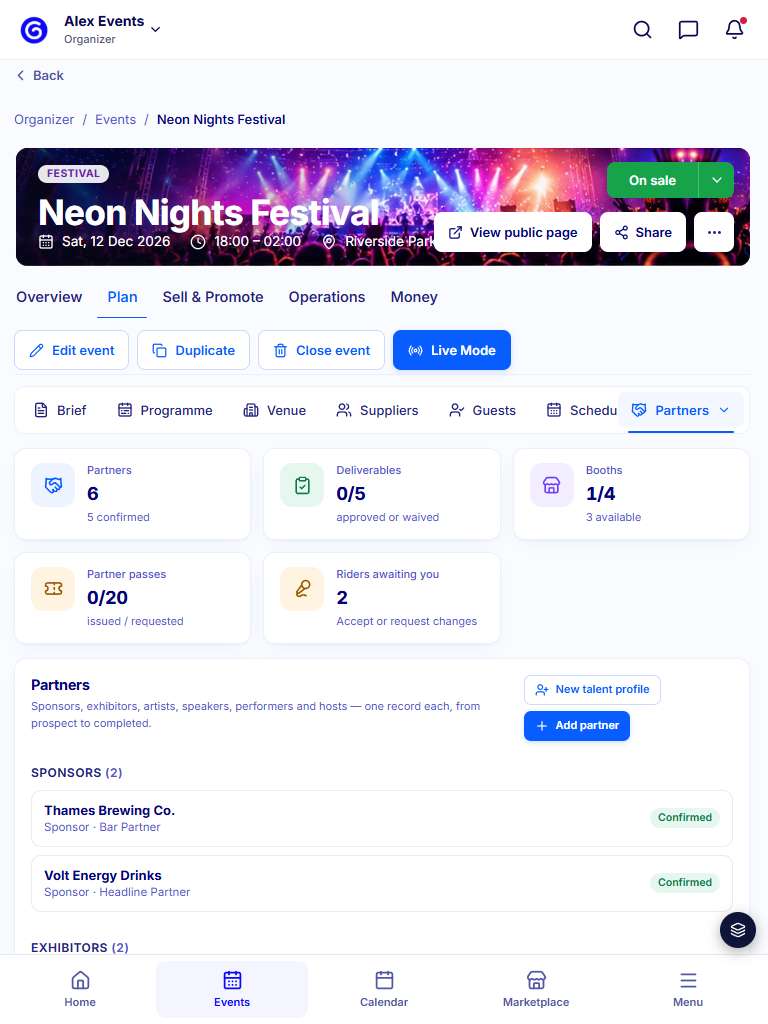 Alex Events
Organizer
Back
Organizer / Events / Neon Nights Festival
FESTIVAL
On sale
Neon Nights Festival
Sat, 12 Dec 2026 18:00 – 02:00 Riverside Park
View public page
Share
Overview Plan Sell & Promote Operations Money
Edit event Duplicate Close event Live Mode
Brief Programme Venue Suppliers Guests Schedu Partners
Partners
6
5 confirmed
Deliverables
0/5
approved or waived
Booths
1/4
3 available
Partner passes
0/20
issued / requested
Riders awaiting you
2
Accept or request changes
Partners
Sponsors, exhibitors, artists, speakers, performers and hosts — one record each, from
prospect to completed.
New talent profile
Add partner
SPONSORS (2)
Thames Brewing Co.
Sponsor · Bar Partner
Confirmed
Volt Energy Drinks
Sponsor · Headline Partner
Confirmed
EXHIBITORS (2)
Home Events Calendar Marketplace Menu